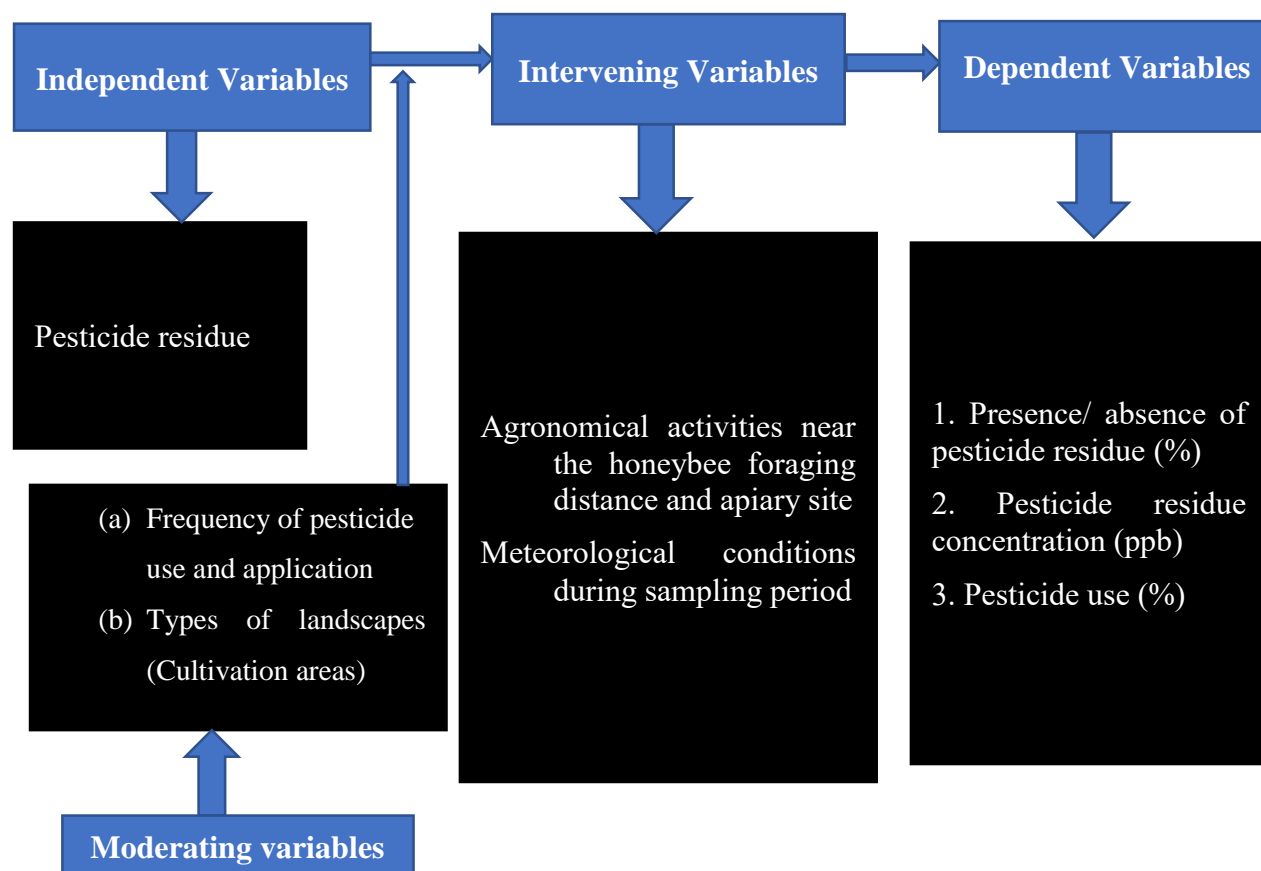 Independent Variables
Intervening Variables
Dependent Variables
Pesticide residue
(a) Frequency of pesticide
use and application
(b) Types of landscapes
(Cultivation areas)
Moderating variables
Agronomical activities near
the honeybee foraging
distance and apiary site
Meteorological conditions
during sampling period
1. Presence/ absence of
pesticide residue (%)
2. Pesticide residue
concentration (ppb)
3. Pesticide use (%)